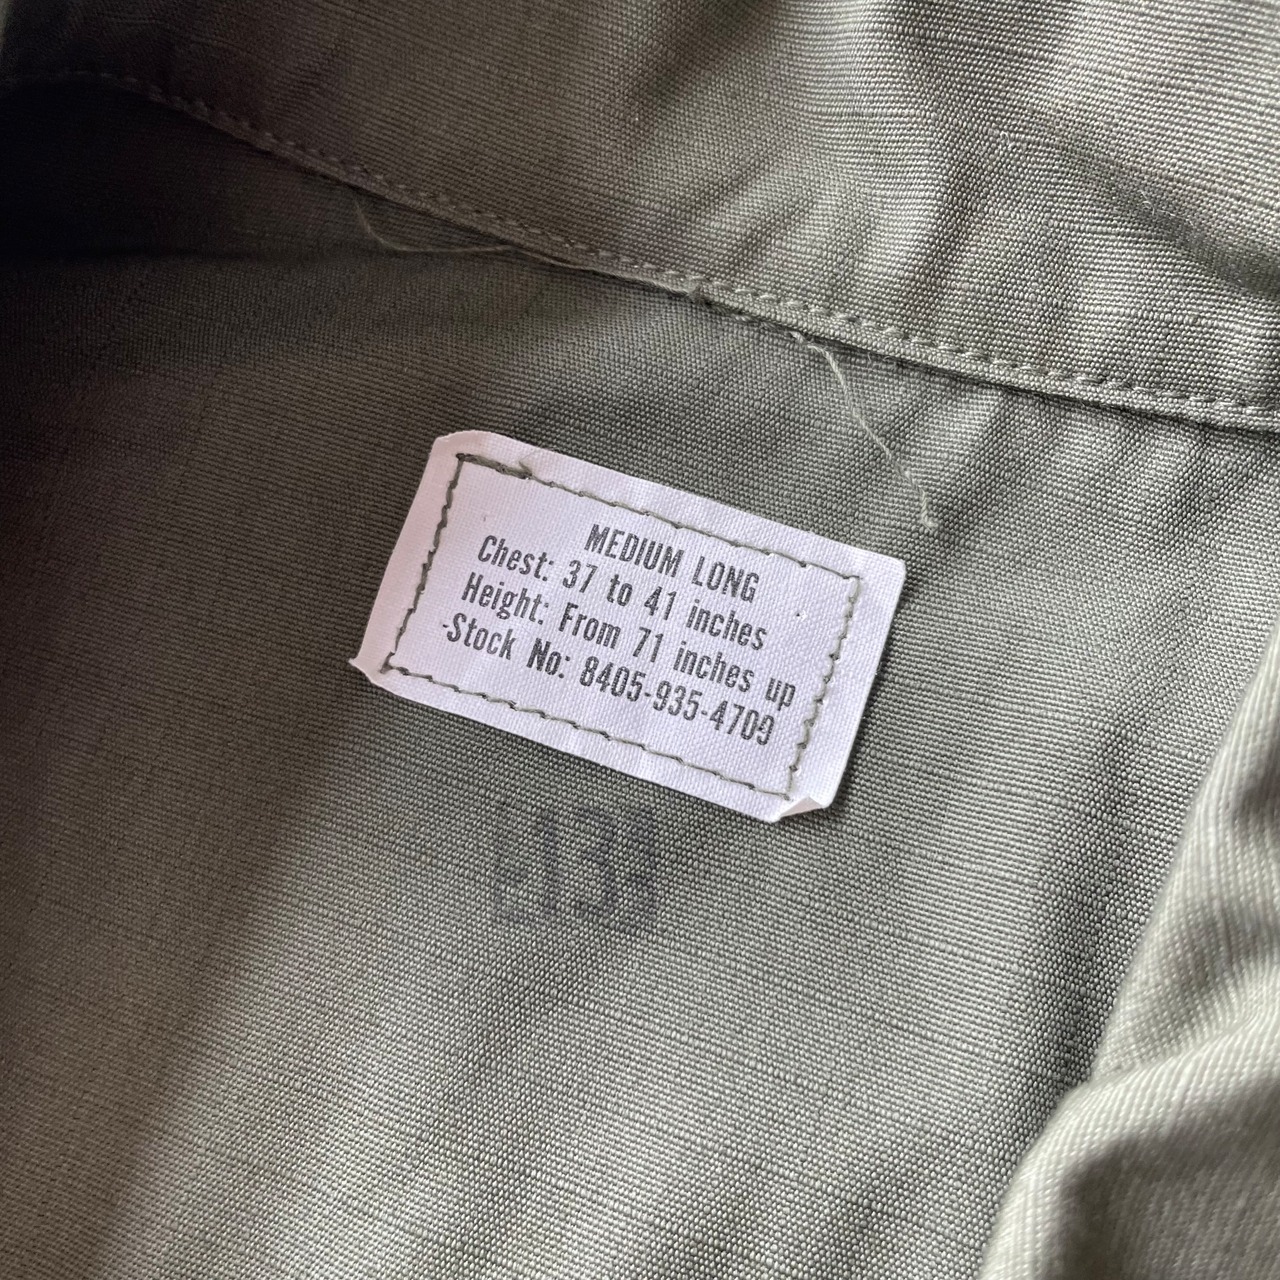 MEDIUM LONG
Chest: 37 to 41 inches
Height: From 71 inches up
-Stock No: 8405-935-4709